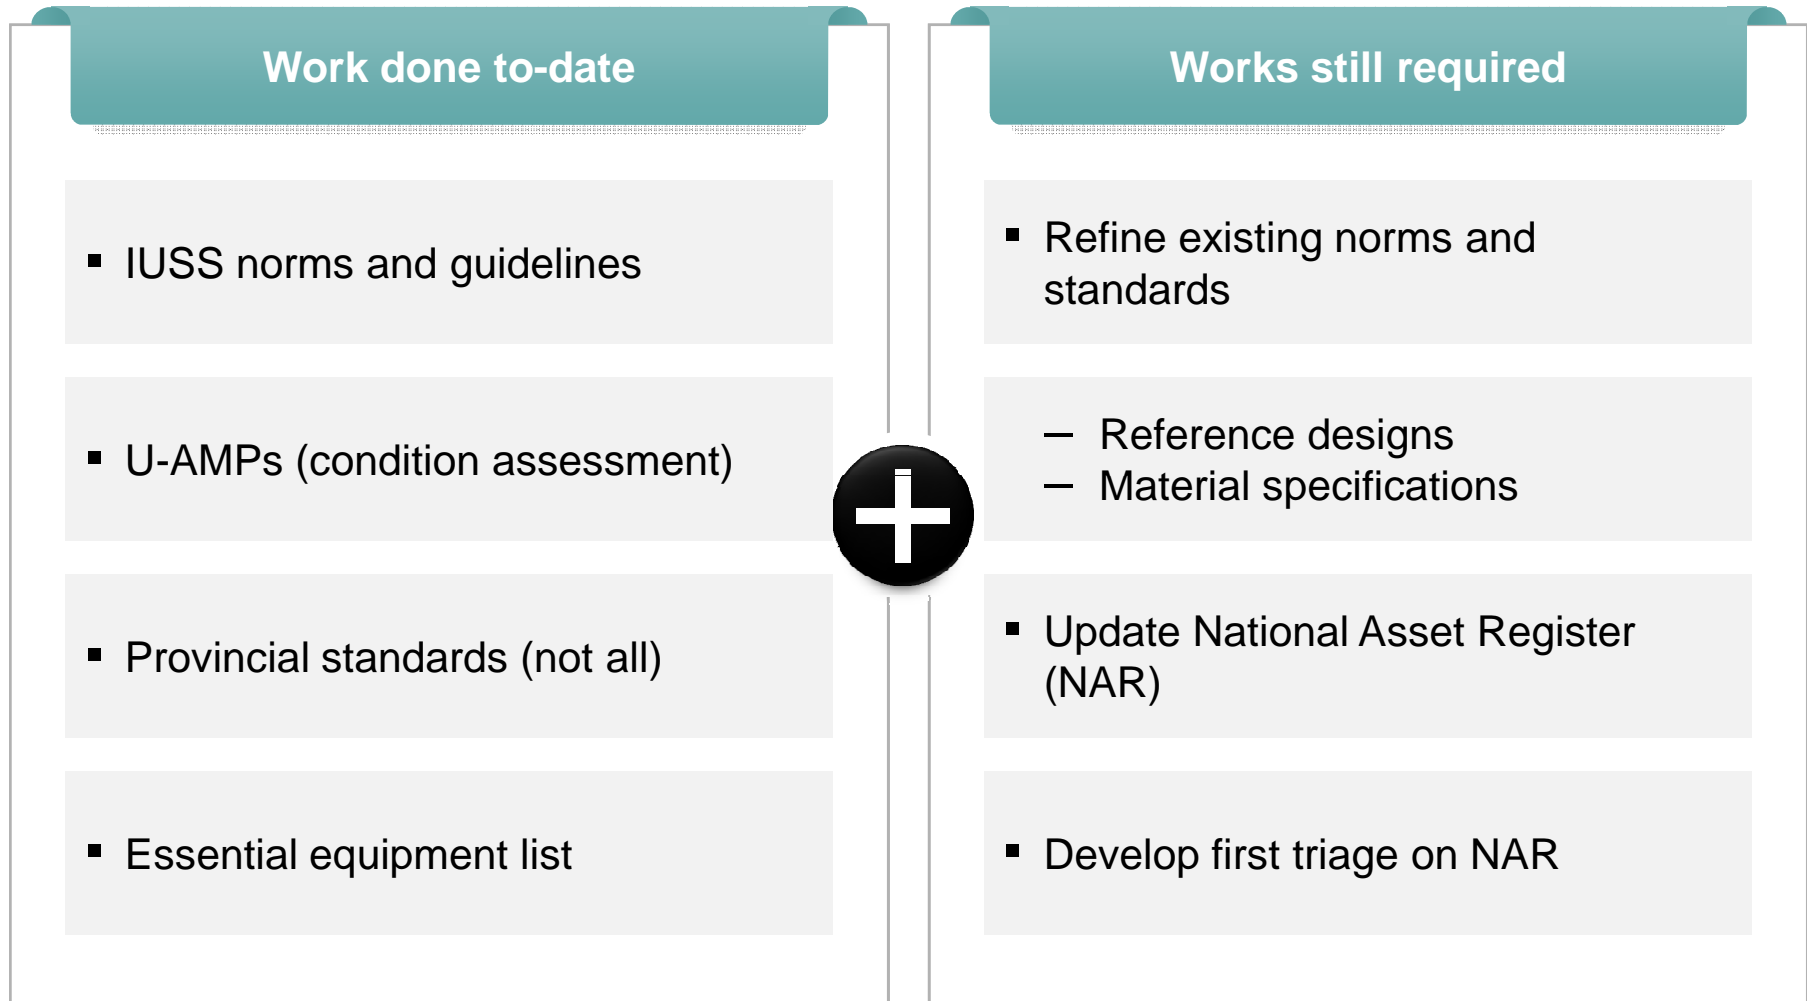 Work done to-date
▪ IUSS norms and guidelines
▪ U-AMPs (condition assessment)
▪ Provincial standards (not all)
▪ Essential equipment list
Works still required
▪ Refine existing norms and
standards
— Reference designs
— Material specifications
▪ Update National Asset Register
(NAR)
▪ Develop first triage on NAR